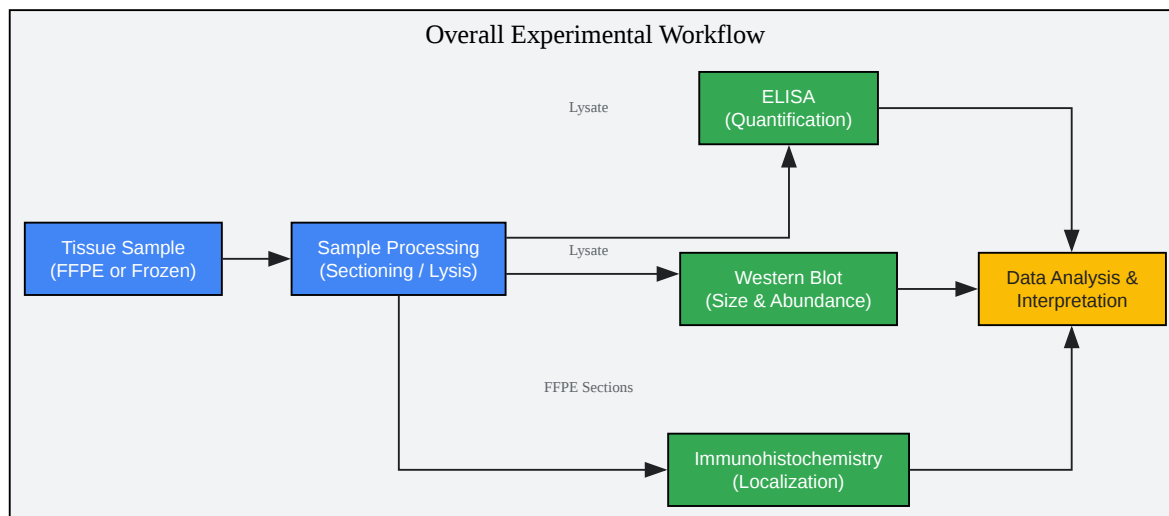 Overall Experimental Workflow
Lysate
ELISA
(Quantification)
Tissue Sample
(FFPE or Frozen)
Sample Processing
(Sectioning / Lysis)
Lysate
Western Blot
(Size & Abundance)
Data Analysis &
Interpretation
FFPE Sections
Immunohistochemistry
(Localization)